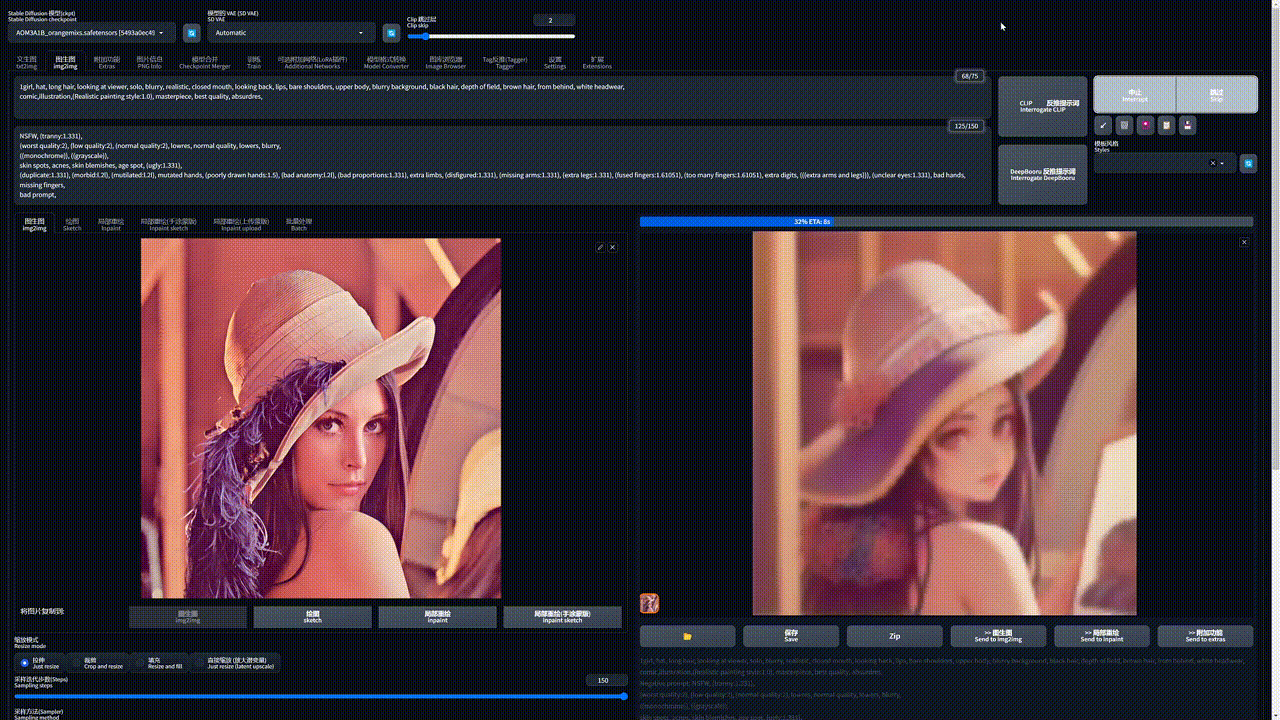 Stable Diffusion 模型(ckpt)
Stable Diffusion checkpoint
AOM3A1B_orangemixs.safetensors [5493a0ec49]
模型的 VAE (SD VAE)
SD VAE
Automatic
Clip 跳过层
Clip skip
2
文生图
txt2img
图生图
img2img
附加功能
Extras
图片信息
PNG Info
模型合并
Checkpoint Merger
训练
Train
可选附加网络(LoRA插件)
Additional Networks
模型格式转换
Model Converter
图库浏览器
Image Browser
Tag反推(Tagger)
Tagger
设置
Settings
扩展
Extensions
68/75
1girl, hat, long hair, looking at viewer, solo, blurry, realistic, closed mouth, looking back, lips, bare shoulders, upper body, blurry background, black hair, depth of field, brown hair, from behind, white headwear,
comic,illustration,(Realistic painting style:1.0), masterpiece, best quality, absurdres,
125/150
NSFW, (tranny:1.331),
(worst quality:2), (low quality:2), (normal quality:2), lowres, normal quality, lowers, blurry,
((monochrome)), ((grayscale)),
skin spots, acnes, skin blemishes, age spot, (ugly:1.331),
(duplicate:1.331), (morbid:1.2l), (mutilated:1.2l), mutated hands, (poorly drawn hands:1.5), (bad anatomy:1.2l), (bad proportions:1.331), extra limbs, (disfigured:1.331), (missing arms:1.331), (extra legs:1.331), (fused fingers:1.61051), (too many fingers:1.61051), extra digits, (((extra arms and legs))), (unclear eyes:1.331), bad hands,
missing fingers,
bad prompt,
CLIP 反推提示词
Interrogate CLIP
DeepBooru 反推提示词
Interrogate DeepBooru
中止
Interrupt
跳过
Skip
模板风格
Styles
图生图
img2img
绘图
Sketch
局部重绘
Inpaint
局部重绘(手涂蒙版)
Inpaint sketch
局部重绘(上传蒙版)
Inpaint upload
批量处理
Batch
32% ETA: 8s
将图片复制到:
图生图
img2img
绘图
sketch
局部重绘
inpaint
局部重绘(手涂蒙版)
inpaint sketch
保存
Save
Zip
>> 图生图
Send to img2img
>> 局部重绘
Send to inpaint
>> 附加功能
Send to extras
缩放模式
Resize mode
拉伸
Just resize
裁剪
Crop and resize
填充
Resize and fill
直接缩放 (放大潜变量)
Just resize (latent upscale)
采样迭代步数(Steps)
Sampling steps
150
采样方法(Sampler)
Sampling method
1girl, hat, long hair, looking at viewer, solo, blurry, realistic, closed mouth, looking back, lips, bare shoulders, upper body, blurry background, black hair, depth of field, brown hair, from behind, white headwear,
comic,illustration,(Realistic painting style:1.0), masterpiece, best quality, absurdres,
Negative prompt: NSFW, (tranny:1.331),
(worst quality:2), (low quality:2), (normal quality:2), lowres, normal quality, lowers, blurry,
((monochrome)), ((grayscale)),